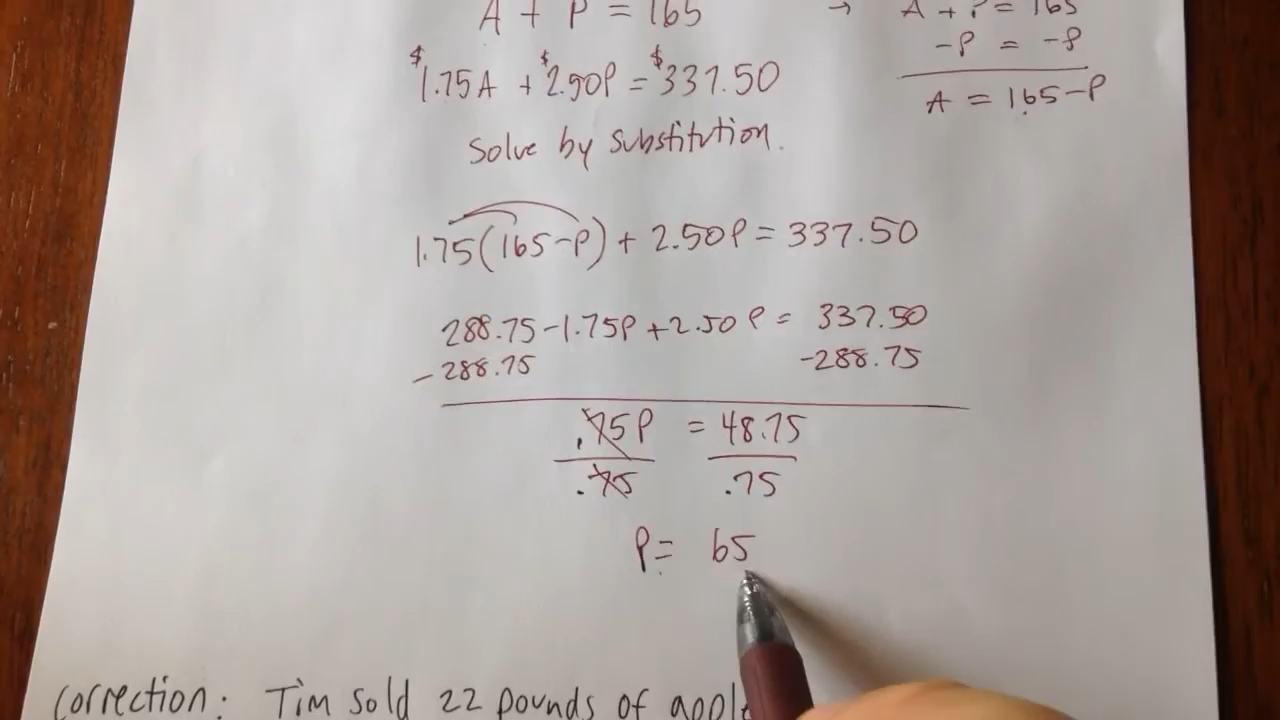 A + P = 165
→ A + P = 165
-P = -P
A = 165-P
$1.75A + $2.50P = $337.50
Solve by Substitution.
1.75(165-P) + 2.50P = 337.50
288.75 - 1.75P + 2.50P = 337.50
- 288.75 -288.75
.75P = 48.75
.75 .75
P = 65
Correction: Tim sold 22 pounds of